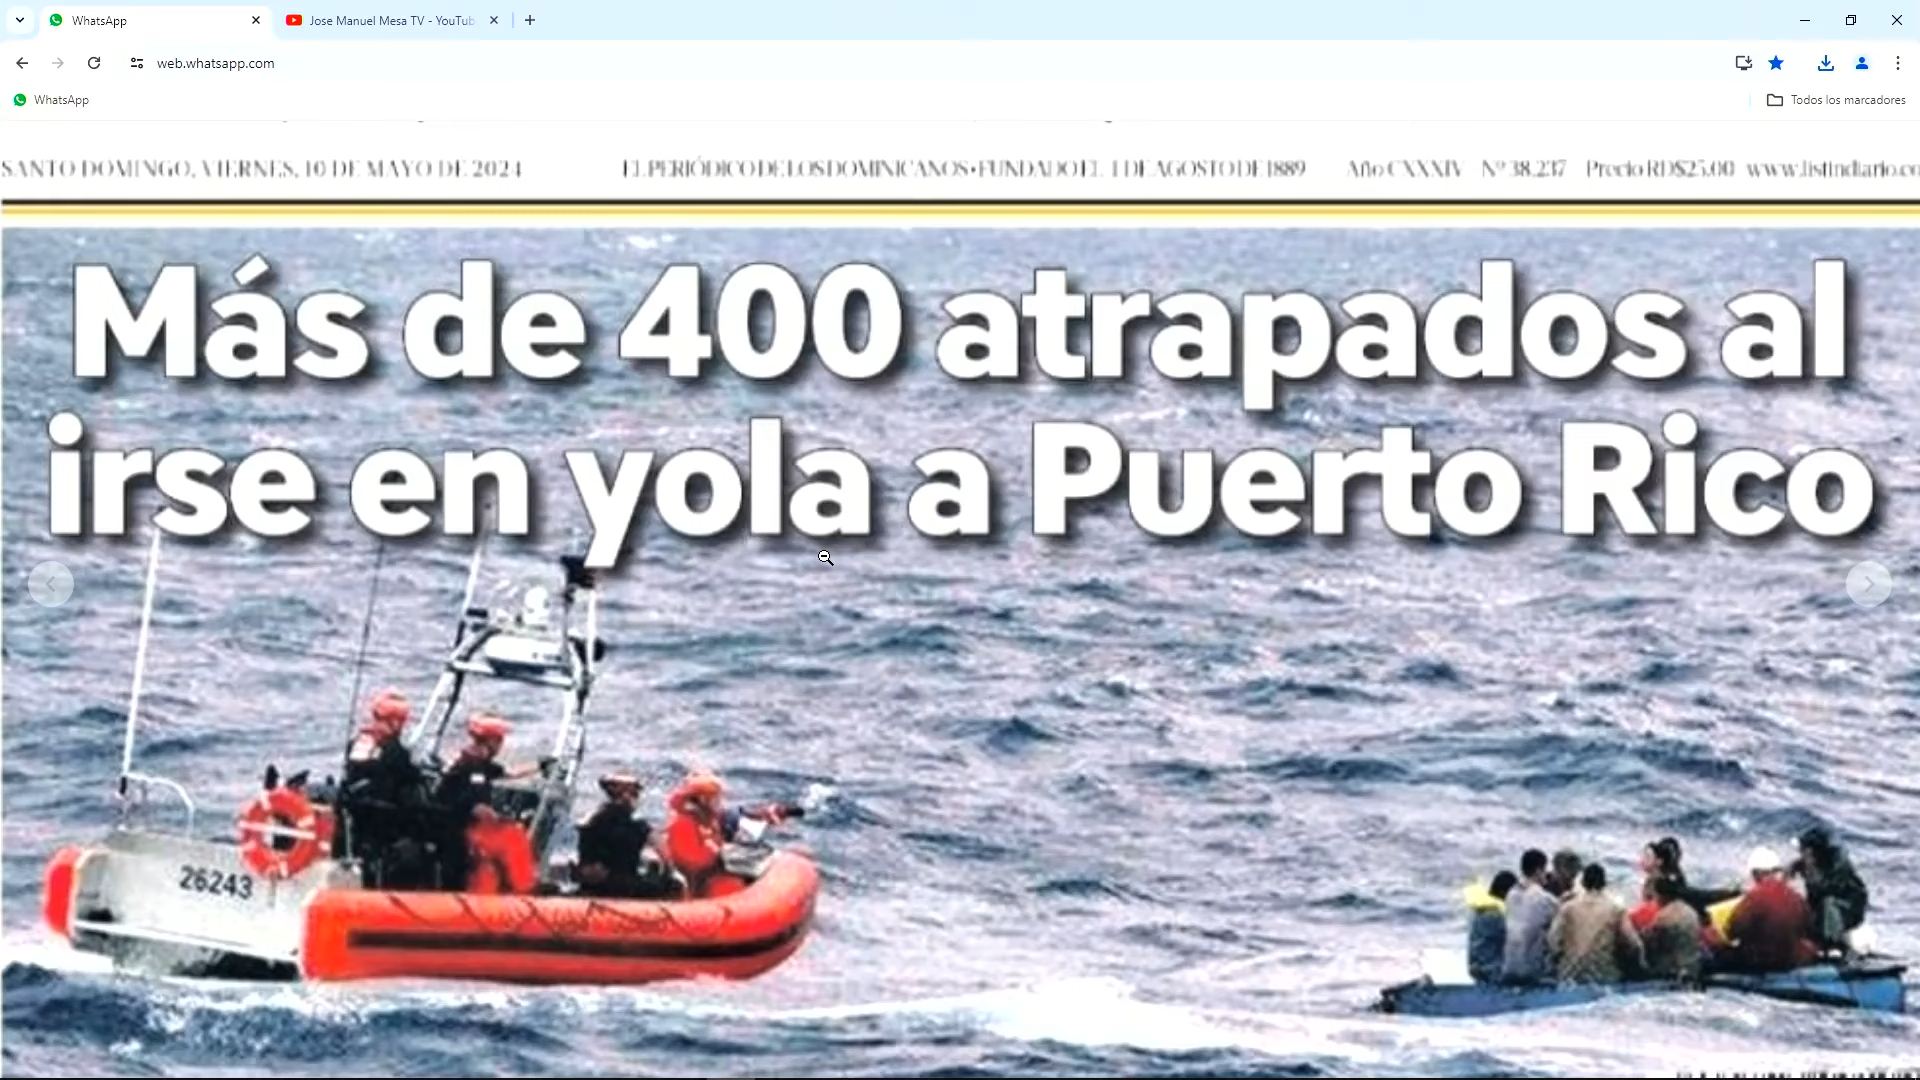 WhatsApp
Jose Manuel Mesa TV - YouTub
web.whatsapp.com
WhatsApp
Todos los marcadores
SANTO DOMINGO, VIERNES, 10 DE MAYO DE 2024
EL PERIÓDICO DE LOS DOMINICANOS • FUNDADO EL 1 DE AGOSTO DE 1889
Año CXXXIV Nº 38.237 Precio RD$25.00 www.listindiario.co
Más de 400 atrapados al
irse en yola a Puerto Rico
26243